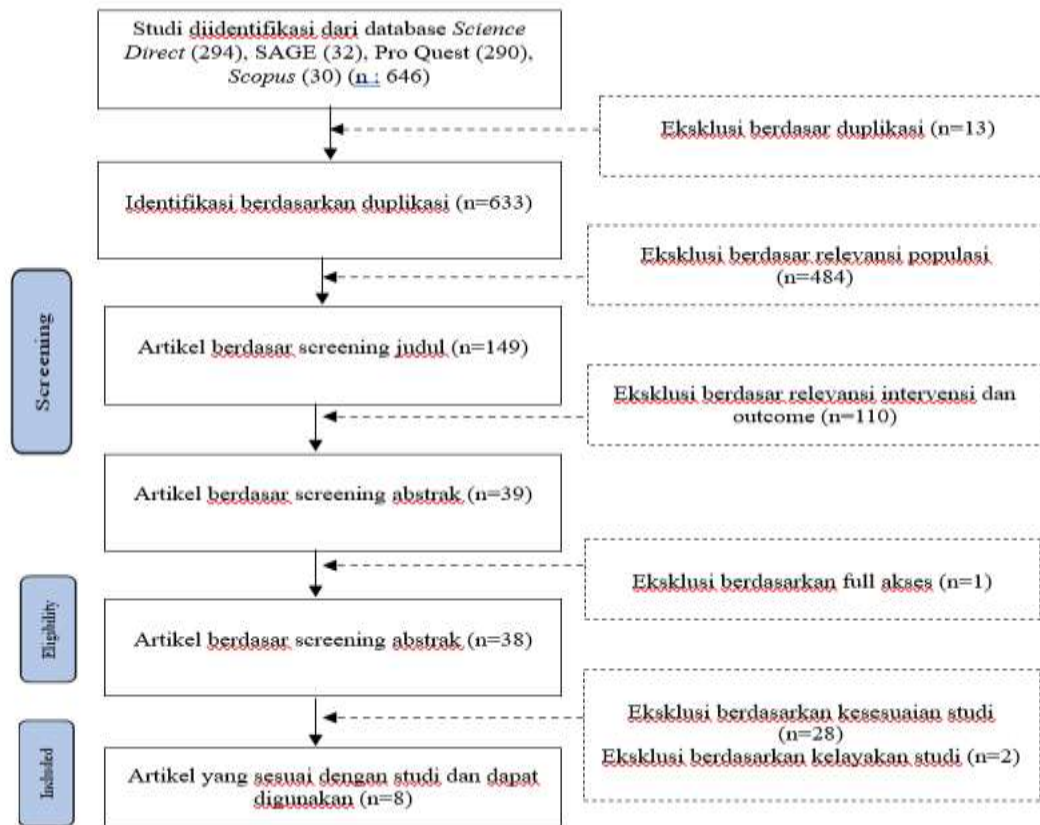 Studi diidentifikasi dari database Science
Direct (294), SAGE (32), Pro Quest (290),
Scopus (30) (n : 646)
Eksklusi berdasar duplikasi (n=13)
Identifikasi berdasarkan duplikasi (n=633)
Eksklusi berdasar relevansi populasi
(n=484)
Screening
Artikel berdasar screening judul (n=149)
Eksklusi berdasar relevansi intervensi dan
outcome (n=110)
Artikel berdasar screening abstrak (n=39)
Eksklusi berdasarkan full akses (n=1)
Eligibility
Artikel berdasar screening abstrak (n=38)
Eksklusi berdasarkan kesesuaian studi
(n=28)
Eksklusi berdasarkan kelayakan studi (n=2)
Included
Artikel yang sesuai dengan studi dan dapat
digunakan (n=8)